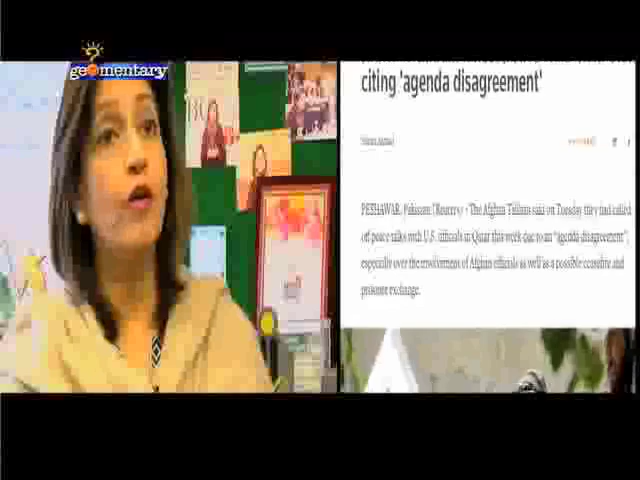 geomentary
citing 'agenda disagreement'
PESHAWAR, Pakistan (Reuters) - The Afghan Taliban said on Tuesday they had called
off peace talks with U.S. officials in Qatar this week due to an "agenda disagreement",
especially over the involvement of Afghan officials as well as a possible ceasefire and
prisoner exchange.